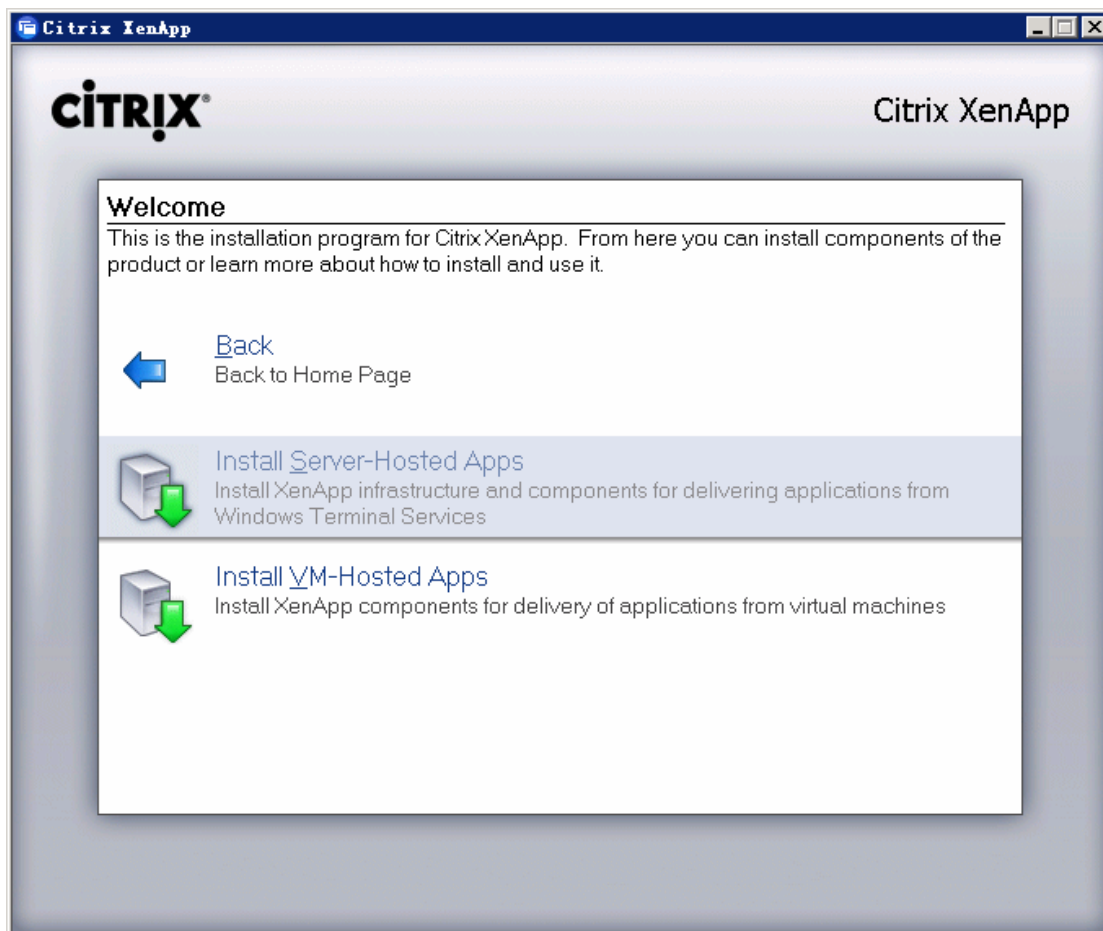 Citrix XenApp
CİTRIX®
Citrix XenApp
Welcome
This is the installation program for Citrix XenApp. From here you can install components of the
product or learn more about how to install and use it.
Back
Back to Home Page
Install Server-Hosted Apps
Install XenApp infrastructure and components for delivering applications from
Windows Terminal Services
Install VM-Hosted Apps
Install XenApp components for delivery of applications from virtual machines